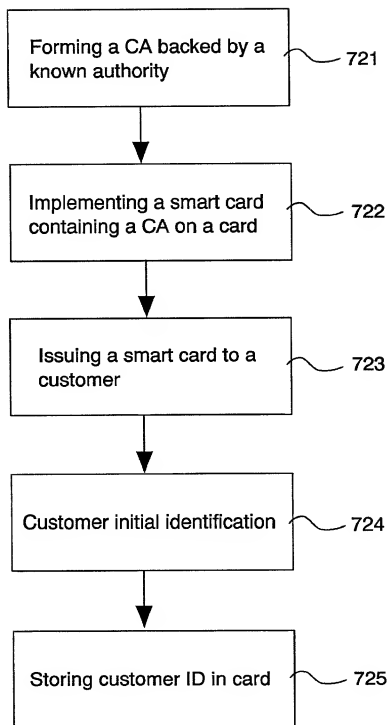 Forming a CA backed by a
known authority
721
Implementing a smart card
containing a CA on a card
722
Issuing a smart card to a
customer
723
Customer initial identification
724
Storing customer ID in card
725